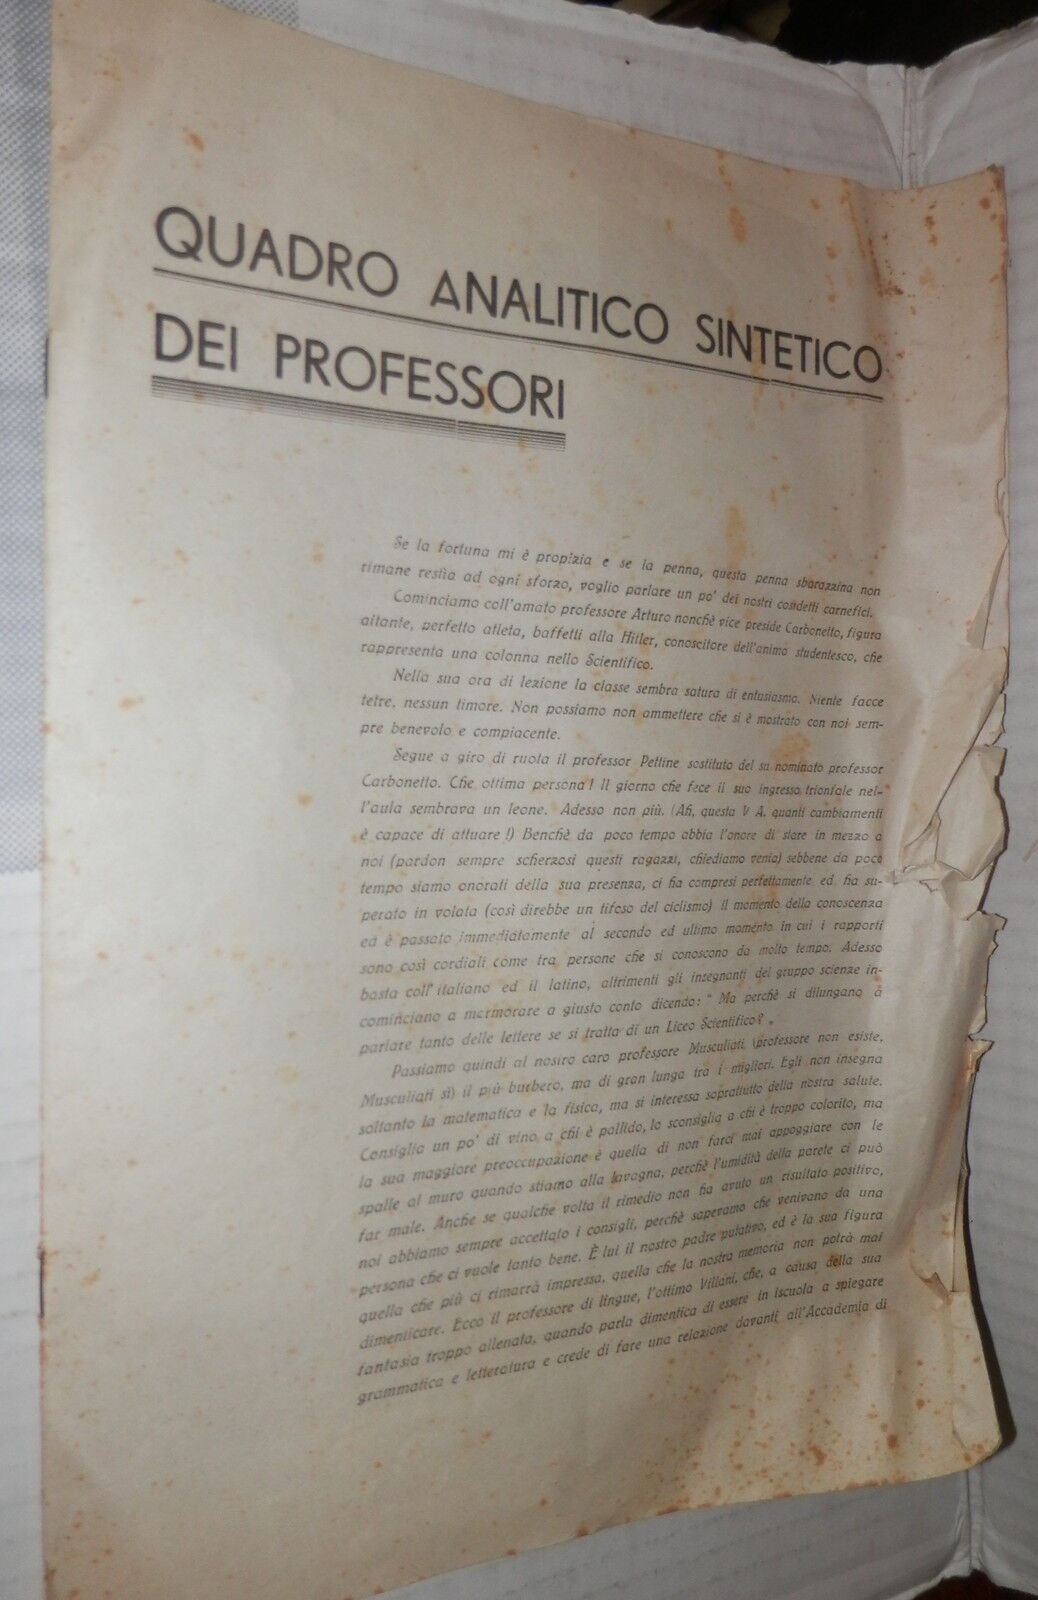 QUADRO ANALITICO SINTETICO
DEI PROFESSORI
Se la fortuna mi è propizia e se la penna, questa penna sbarazzina non
rimane restìa ad ogni sforzo, voglio parlare un po' dei nostri cosidetti carnefici.
Cominciamo coll'amato professore Arturo nonchè vice preside Carbonetto, figura
aitante, perfetto atleta, baffetti alla Hitler, conoscitore dell'animo studentesco, che
rappresenta una colonna nello Scientifico.
Nella sua ora di lezione la classe sembra satura di entusiasmo. Niente facce
tetre, nessun timore. Non possiamo non ammettere che si è mostrato con noi sem-
pre benevolo e compiacente.
Segue a giro di ruota il professor Petline sostituto del su nominato professor
Carbonetto. Che ottima persona! Il giorno che fece il suo ingresso trionfale nel-
l'aula sembrava un leone. Adesso non più. (Ah, questa V A. quanti cambiamenti
è capace di attuare!) Benchè da poco tempo abbia l'onore di stare in mezzo a
noi (pardon sempre scherzosi questi ragazzi, chiediamo venia) sebbene da poco
tempo siamo onorati della sua presenza, ci ha compresi perfettamente ed ha su-
perato in volata (così direbbe un tifoso del ciclismo) il momento della conoscenza
ed è passato immediatamente al secondo ed ultimo momento in cui i rapporti
sono così cordiali come tra persone che si conoscono da molto tempo. Adesso
basta coll'italiano ed il latino, altrimenti gli insegnanti del gruppo scienze in-
cominciano a mormorare a giusto conto dicendo: " Ma perchè si dilungano a
parlare tanto delle lettere se si tratta di un Liceo Scientifico? „
Passiamo quindi al nostro caro professore Musculiati (professore non esiste,
Musculiati sì) il più burbero, ma di gran lunga tra i migliori. Egli non insegna
soltanto la matematica e la fisica, ma si interessa soprattutto della nostra salute.
Consiglia un po' di vino a chi è pallido, lo sconsiglia a chi è troppo colorito, ma
la sua maggiore preoccupazione è quella di non farci mai appoggiare con le
spalle al muro quando stiamo alla lavagna, perchè l'umidità della parete ci può
far male. Anche se qualche volta il rimedio non ha avuto un risultato positivo,
noi abbiamo sempre accettato i consigli, perchè sapevamo che venivano da una
persona che ci vuole tanto bene. È lui il nostro padre putativo, ed è la sua figura
quella che più ci rimarrà impressa, quella che la nostra memoria non potrà mai
dimenticare. Ecco il professore di lingue, l'ottimo Villani, che, a causa della sua
fantasia troppo allenata, quando parla dimentica di essere in iscuola a spiegare
grammatica e letteratura e crede di fare una relazione davanti all'Accademia di